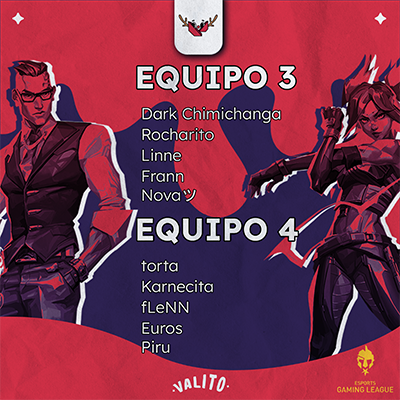 EQUIPO 3
Dark Chimichanga
Rocharito
Linne
Frann
Novaツ
EQUIPO 4
torta
Karnecita
fLeNN
Euros
Piru
·VALITO·
ESPORTS
GAMING LEAGUE